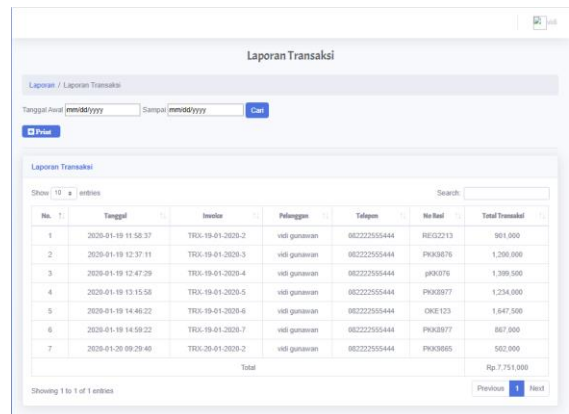 vidi
Laporan Transaksi
Laporan / Laporan Transaksi
Tanggal Awal mm/dd/yyyy Sampai mm/dd/yyyy Cari
Print
Laporan Transaksi
Show 10 entries Search:
No. Tanggal Invoice Pelanggan Telepon No Resi Total Transaksi
1 2020-01-19 11:58:37 TRX-19-01-2020-2 vidi gunawan 082222555444 REG2213 901,000
2 2020-01-19 12:37:11 TRX-19-01-2020-3 vidi gunawan 082222555444 PKK9876 1,200,000
3 2020-01-19 12:47:29 TRX-19-01-2020-4 vidi gunawan 082222555444 pKK076 1,399,500
4 2020-01-19 13:15:58 TRX-19-01-2020-5 vidi gunawan 082222555444 PKK8977 1,234,000
5 2020-01-19 14:46:22 TRX-19-01-2020-6 vidi gunawan 082222555444 OKE123 1,647,500
6 2020-01-19 14:59:22 TRX-19-01-2020-7 vidi gunawan 082222555444 PKK8977 867,000
7 2020-01-20 09:29:40 TRX-20-01-2020-2 vidi gunawan 082222555444 PKK9865 502,000
Total Rp.7,751,000
Showing 1 to 1 of 1 entries Previous 1 Next